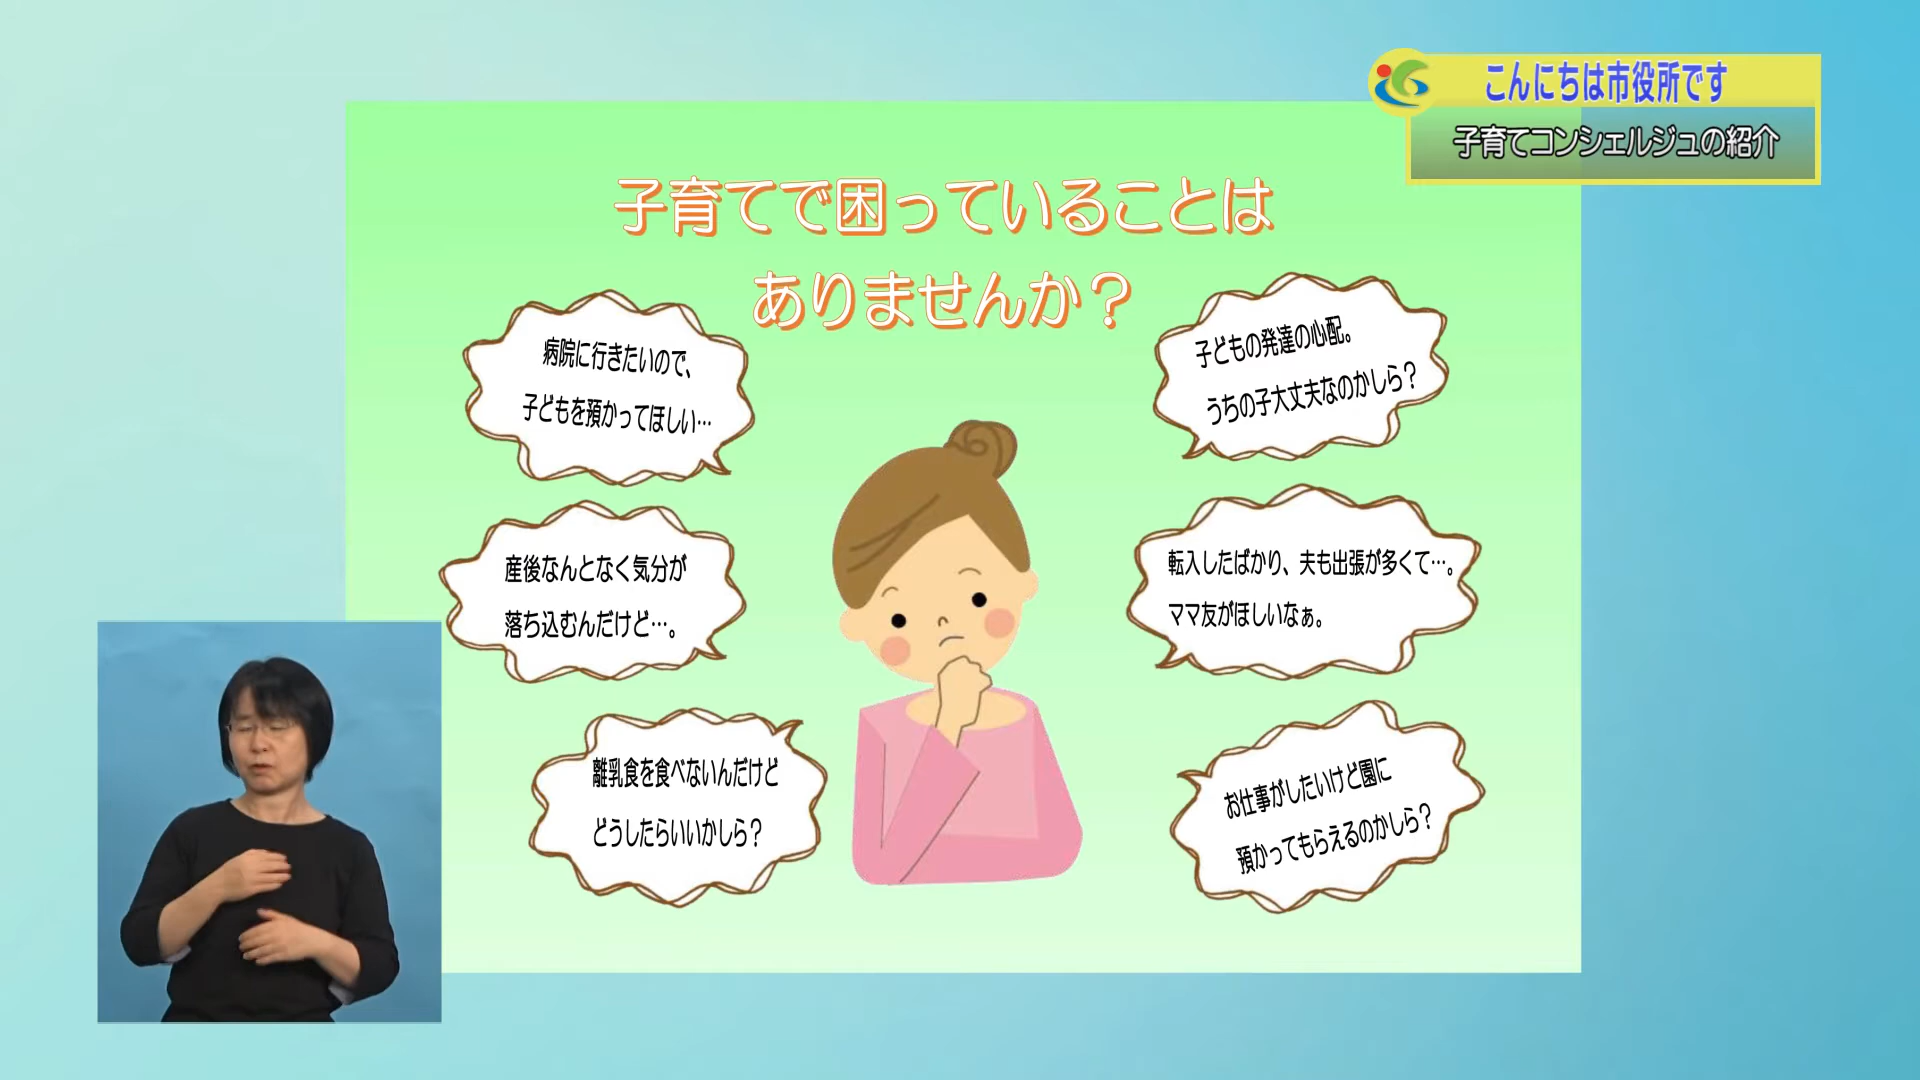 こんにちは市役所です
子育てコンシェルジュの紹介
子育てで困っていることは
ありませんか？
病院に行きたいので、
子どもを預かってほしい…
子どもの発達の心配。
うちの子大丈夫なのかしら？
産後なんとなく気分が
落ち込むんだけど…。
転入したばかり、夫も出張が多くて…。
ママ友がほしいなぁ。
離乳食を食べないんだけど
どうしたらいいかしら？
お仕事がしたいけど園に
預かってもらえるのかしら？